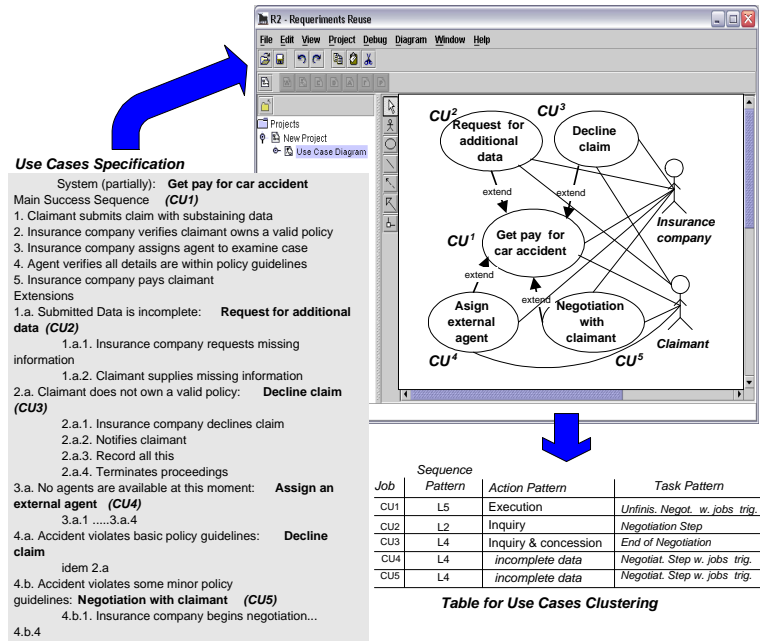 R2 - Requeriments Reuse
File Edit View Project Debug Diagram Window Help
Projects
New Project
Use Case Diagram
CU2
Request for
additional
data
CU3
Decline
claim
extend
extend
Insurance
company
CU1
Get pay for
car accident
extend
extend
Asign
external
agent
CU4
Negotiation
with
claimant
CU5
Claimant
Use Cases Specification
System (partially): Get pay for car accident
Main Success Sequence (CU1)
1. Claimant submits claim with substaining data
2. Insurance company verifies claimant owns a valid policy
3. Insurance company assigns agent to examine case
4. Agent verifies all details are within policy guidelines
5. Insurance company pays claimant
Extensions
1.a. Submitted Data is incomplete: Request for additional
data (CU2)
1.a.1. Insurance company requests missing
information
1.a.2. Claimant supplies missing information
2.a. Claimant does not own a valid policy: Decline claim
(CU3)
2.a.1. Insurance company declines claim
2.a.2. Notifies claimant
2.a.3. Record all this
2.a.4. Terminates proceedings
3.a. No agents are available at this moment: Assign an
external agent (CU4)
3.a.1 .....3.a.4
4.a. Accident violates basic policy guidelines: Decline
claim
idem 2.a
4.b. Accident violates some minor policy
guidelines: Negotiation with claimant (CU5)
4.b.1. Insurance company begins negotiation...
4.b.4
Sequence
Job Pattern Action Pattern Task Pattern
CU1 L5 Execution Unfinis. Negot. w. jobs trig.
CU2 L2 Inquiry Negotiation Step
CU3 L4 Inquiry & concession End of Negotiation
CU4 L4 incomplete data Negotiat. Step w. jobs trig.
CU5 L4 incomplete data Negotiat. Step w. jobs trig.
Table for Use Cases Clustering